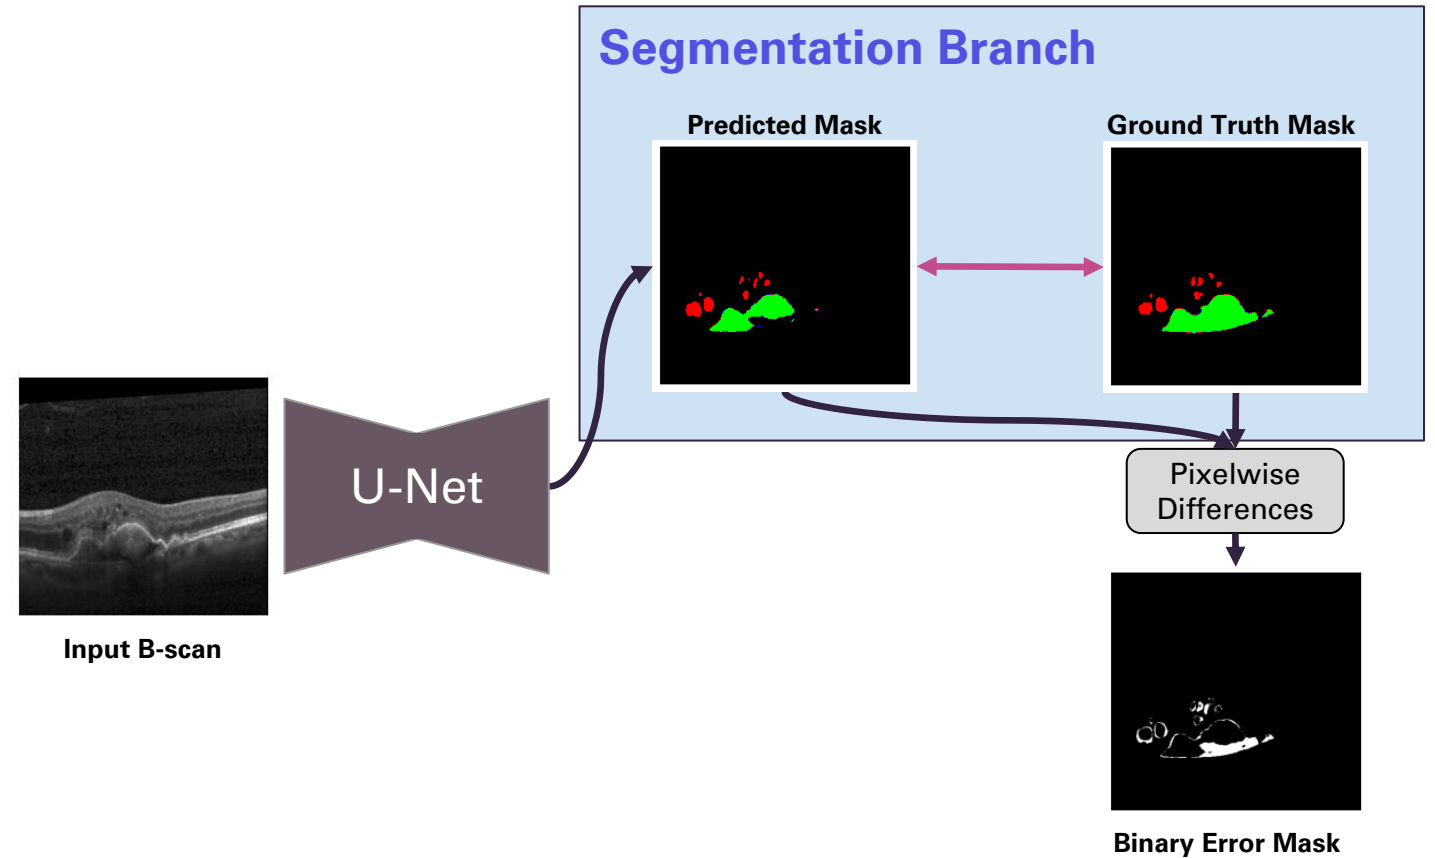 Segmentation Branch
Predicted Mask
Ground Truth Mask
U-Net
Pixelwise
Differences
Input B-scan
Binary Error Mask